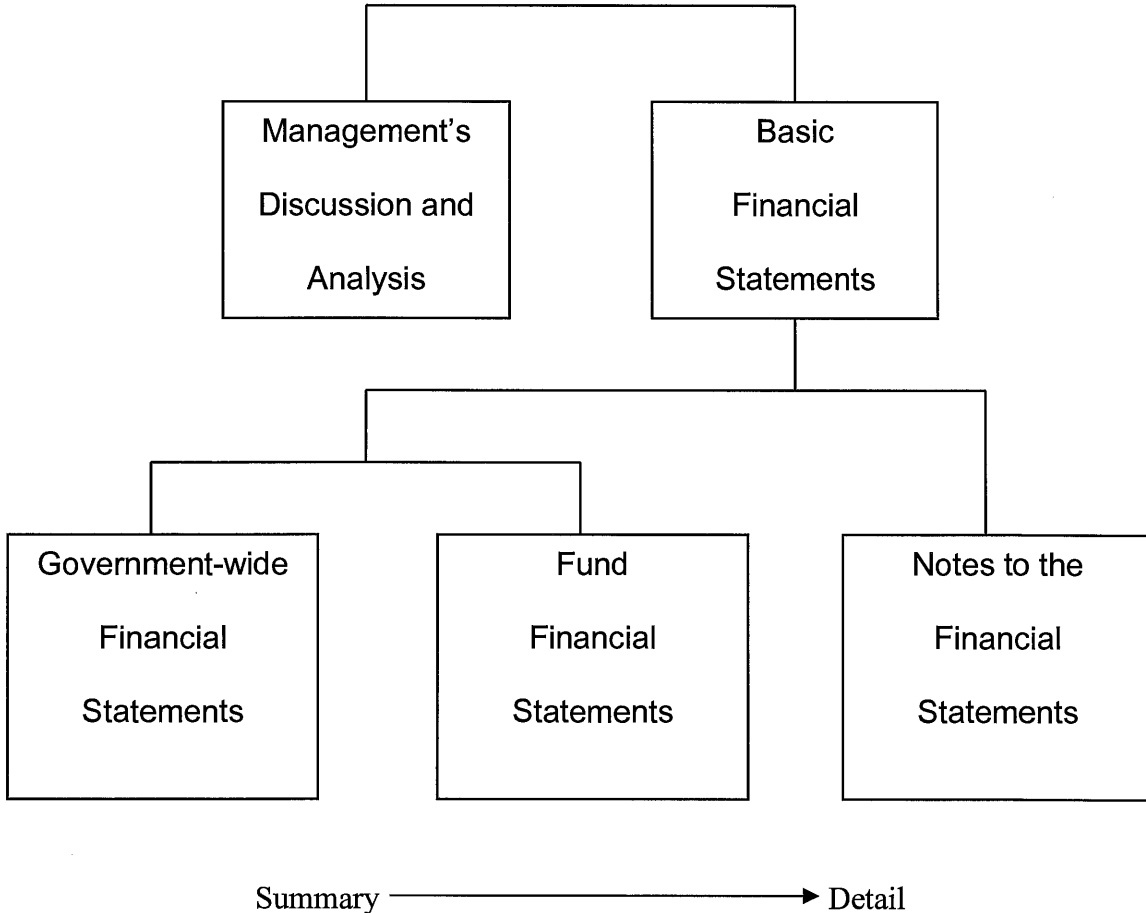 Management's
Discussion and
Analysis
Basic
Financial
Statements
Government-wide
Financial
Statements
Fund
Financial
Statements
Notes to the
Financial
Statements
Summary
Detail